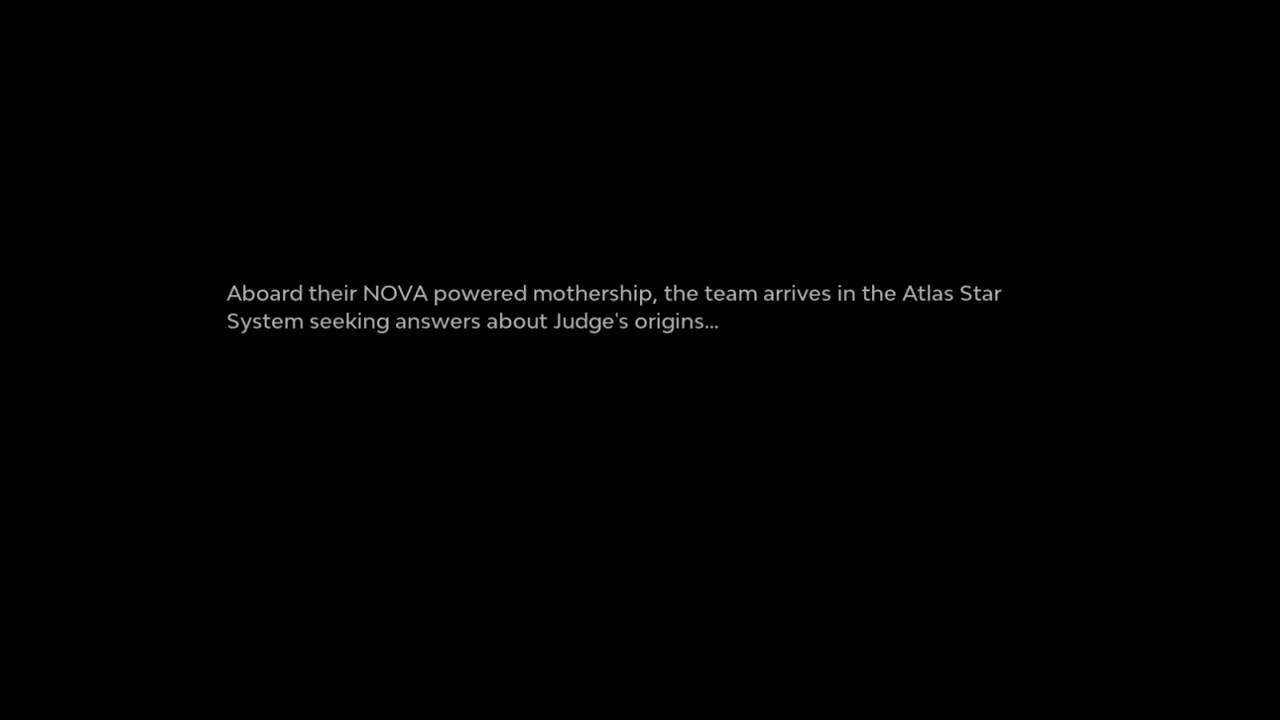 Aboard their NOVA powered mothership, the team arrives in the Atlas Star
System seeking answers about Judge's origins...